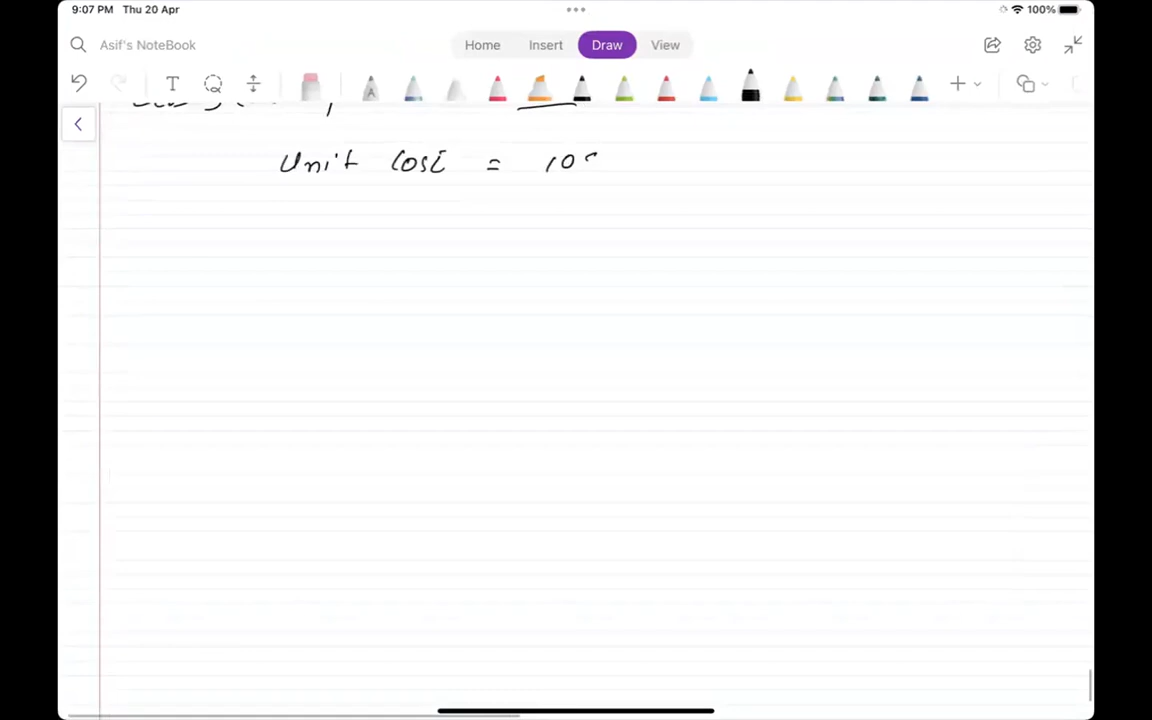 9:07 PM Thu 20 Apr
100%
Asif's NoteBook
Home Insert Draw View
T
A
Unit Cost = 10